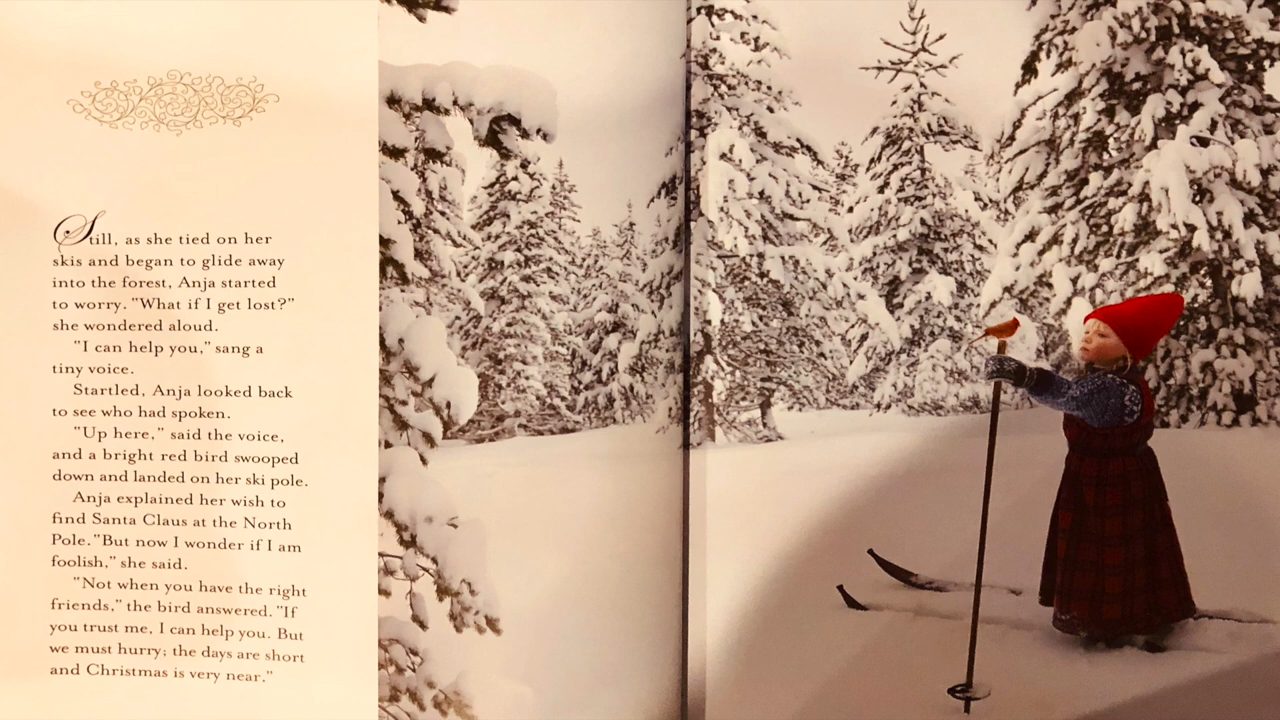 Still, as she tied on her
skis and began to glide away
into the forest, Anja started
to worry. "What if I get lost?"
she wondered aloud.
"I can help you," sang a
tiny voice.
Startled, Anja looked back
to see who had spoken.
"Up here," said the voice,
and a bright red bird swooped
down and landed on her ski pole.
Anja explained her wish to
find Santa Claus at the North
Pole. "But now I wonder if I am
foolish," she said.
"Not when you have the right
friends," the bird answered. "If
you trust me, I can help you. But
we must hurry; the days are short
and Christmas is very near."